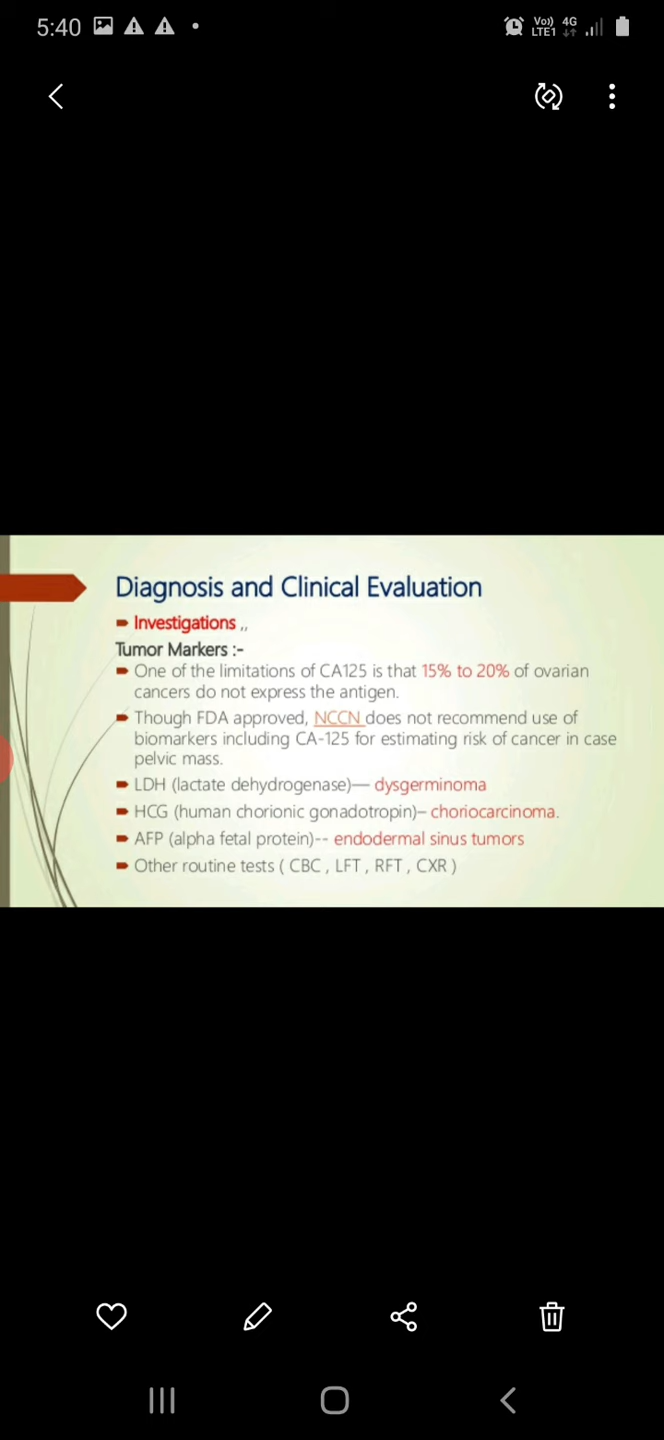 5:40
Vo)) 4G
LTE1
Diagnosis and Clinical Evaluation
Investigations ,,
Tumor Markers :-
One of the limitations of CA125 is that 15% to 20% of ovarian
cancers do not express the antigen.
Though FDA approved, NCCN does not recommend use of
biomarkers including CA-125 for estimating risk of cancer in case
pelvic mass.
LDH (lactate dehydrogenase)— dysgerminoma
HCG (human chorionic gonadotropin)– choriocarcinoma.
AFP (alpha fetal protein)-- endodermal sinus tumors
Other routine tests ( CBC , LFT , RFT , CXR )